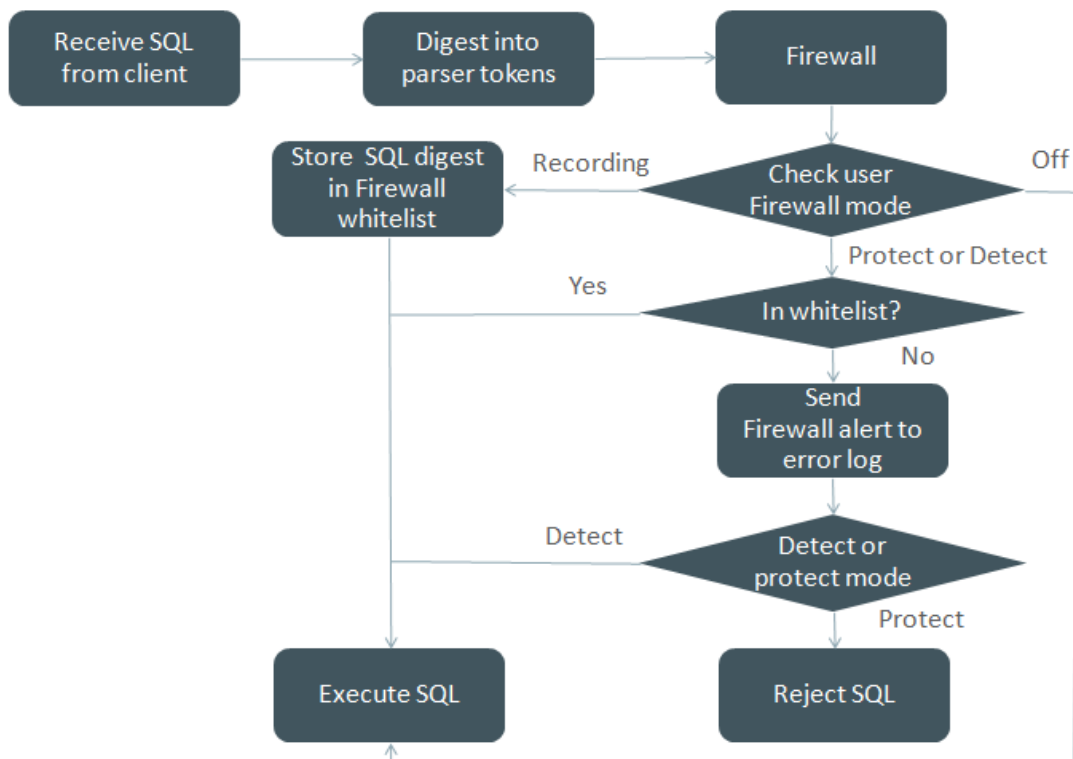 Receive SQL
from client
Digest into
parser tokens
Firewall
Store SQL digest
in Firewall
whitelist
Recording
Check user
Firewall mode
Off
Protect or Detect
Yes
In whitelist?
No
Send
Firewall alert to
error log
Detect
Detect or
protect mode
Protect
Execute SQL
Reject SQL